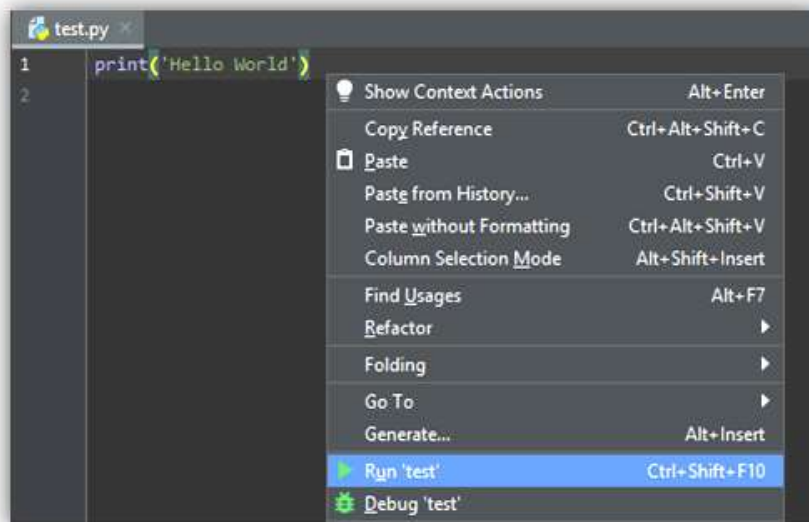 test.py
1 print('Hello World')
2
Show Context Actions Alt+Enter
Copy Reference Ctrl+Alt+Shift+C
Paste Ctrl+V
Paste from History... Ctrl+Shift+V
Paste without Formatting Ctrl+Alt+Shift+V
Column Selection Mode Alt+Shift+Insert
Find Usages Alt+F7
Refactor
Folding
Go To
Generate... Alt+Insert
Run 'test' Ctrl+Shift+F10
Debug 'test'